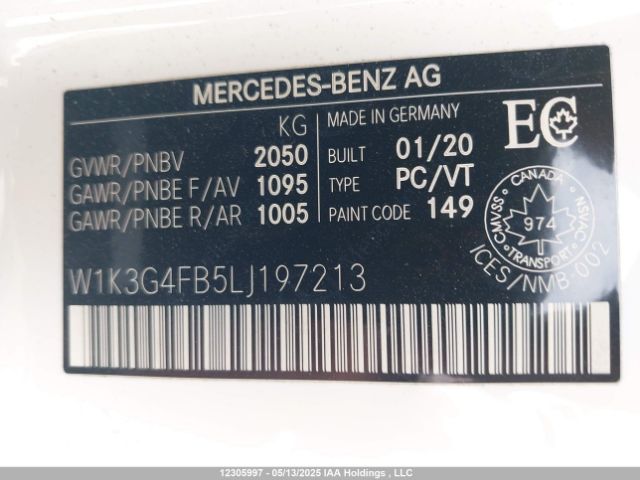 MERCEDES-BENZ AG
KG
GVWR/PNBV 2050
GAWR/PNBE F/AV 1095
GAWR/PNBE R/AR 1005
MADE IN GERMANY
BUILT 01/20
TYPE PC/VT
PAINT CODE 149
EC
CANADA
CMVSS 974 NSVAC
TRANSPORT
ICES/NMB 002
W1K3G4FB5LJ197213
12305997 - 05/13/2025 IAA Holdings , LLC